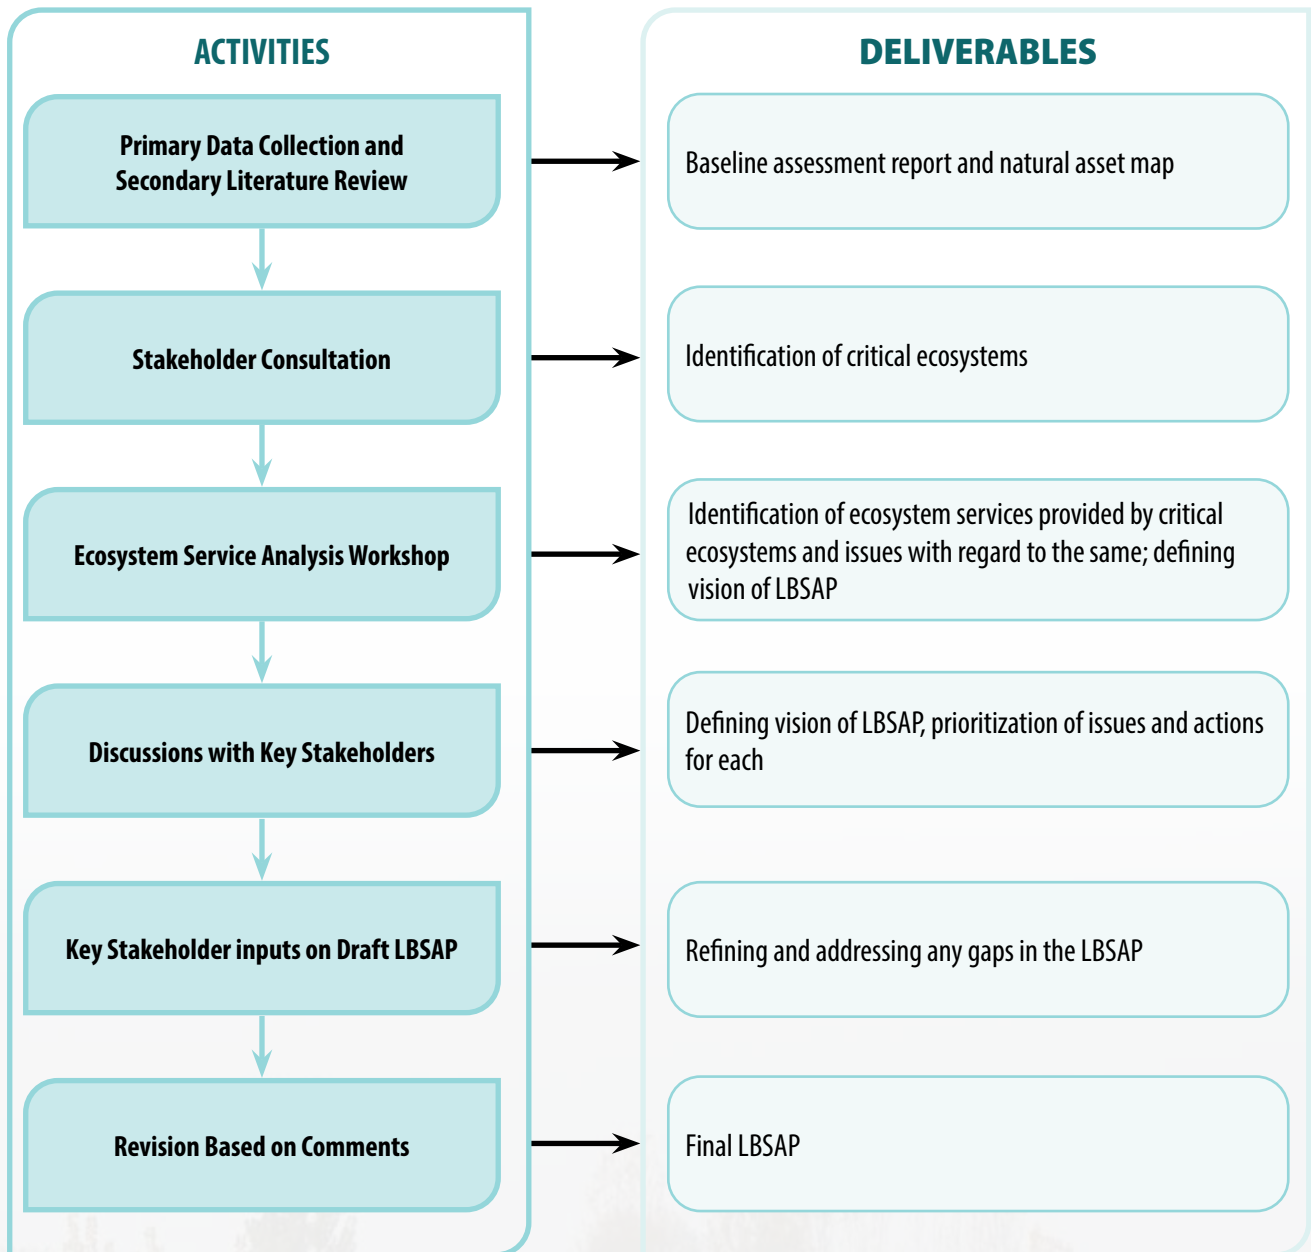 ACTIVITIES
DELIVERABLES
Primary Data Collection and
Secondary Literature Review
Baseline assessment report and natural asset map
Stakeholder Consultation
Identification of critical ecosystems
Ecosystem Service Analysis Workshop
Identification of ecosystem services provided by critical
ecosystems and issues with regard to the same; defining
vision of LBSAP
Discussions with Key Stakeholders
Defining vision of LBSAP, prioritization of issues and actions
for each
Key Stakeholder inputs on Draft LBSAP
Refining and addressing any gaps in the LBSAP
Revision Based on Comments
Final LBSAP